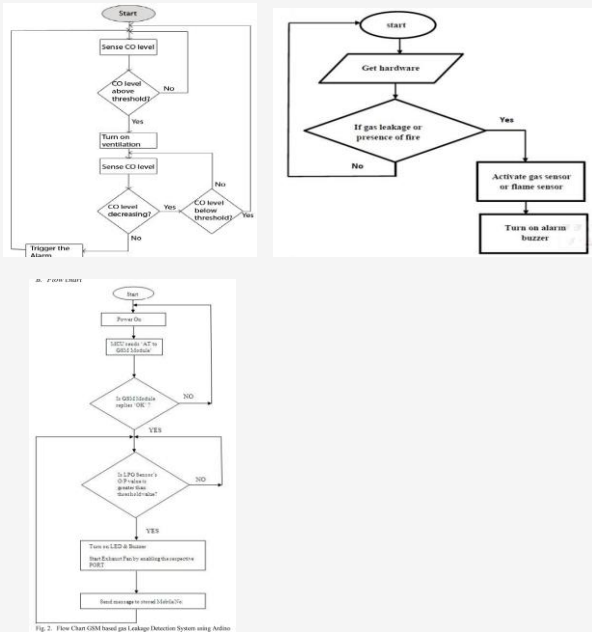 Start
Sense CO level
CO level
above
threshold?
No
Yes
Turn on
ventilation
Sense CO level
No
CO level
decreasing?
Yes
CO level
below
threshold?
Yes
No
Trigger the
Alarm
start
Get hardware
If gas leakage or
presence of fire
Yes
No
Activate gas sensor
or flame sensor
Turn on alarm
buzzer
B. Flow Chart
Start
Power On
MCU sends 'AT to
GSM Module'
Is GSM Module
replies 'OK' ?
NO
YES
Is LPG Sensor's
O/P value is
greater than
threshold value?
NO
YES
Turn on LED & Buzzer
Start Exhaust Fan by enabling the respective
PORT
Send message to stored Mobile No
Fig. 2. Flow Chart GSM based gas Leakage Detection System using Ardino